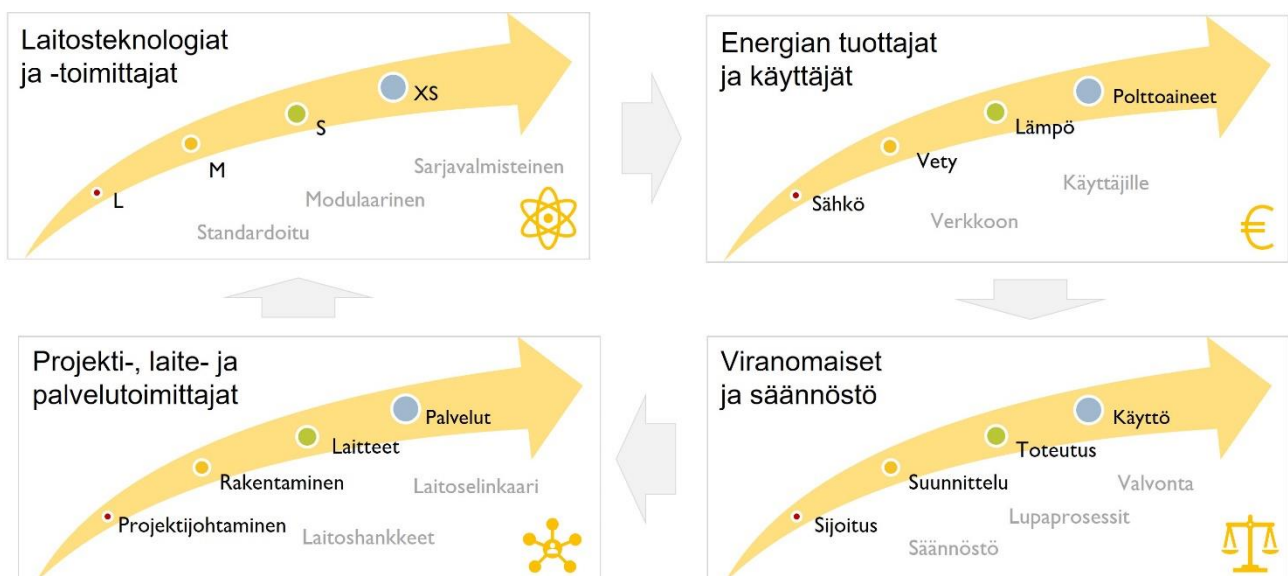 Laitosteknologiat
ja -toimittajat
XS
S
M
L
Sarjavalmisteinen
Modulaarinen
Standardoitu
Energian tuottajat
ja käyttäjät
Polttoaineet
Lämpö
Vety
Sähkö
Käyttäjille
Verkkoon
€
Projekti-, laite- ja
palvelutoimittajat
Palvelut
Laitteet
Rakentaminen
Projektijohtaminen
Laitoselinkaari
Laitoshankkeet
Viranomaiset
ja säännöstö
Käyttö
Toteutus
Suunnittelu
Sijoitus
Valvonta
Lupaprosessit
Säännöstö